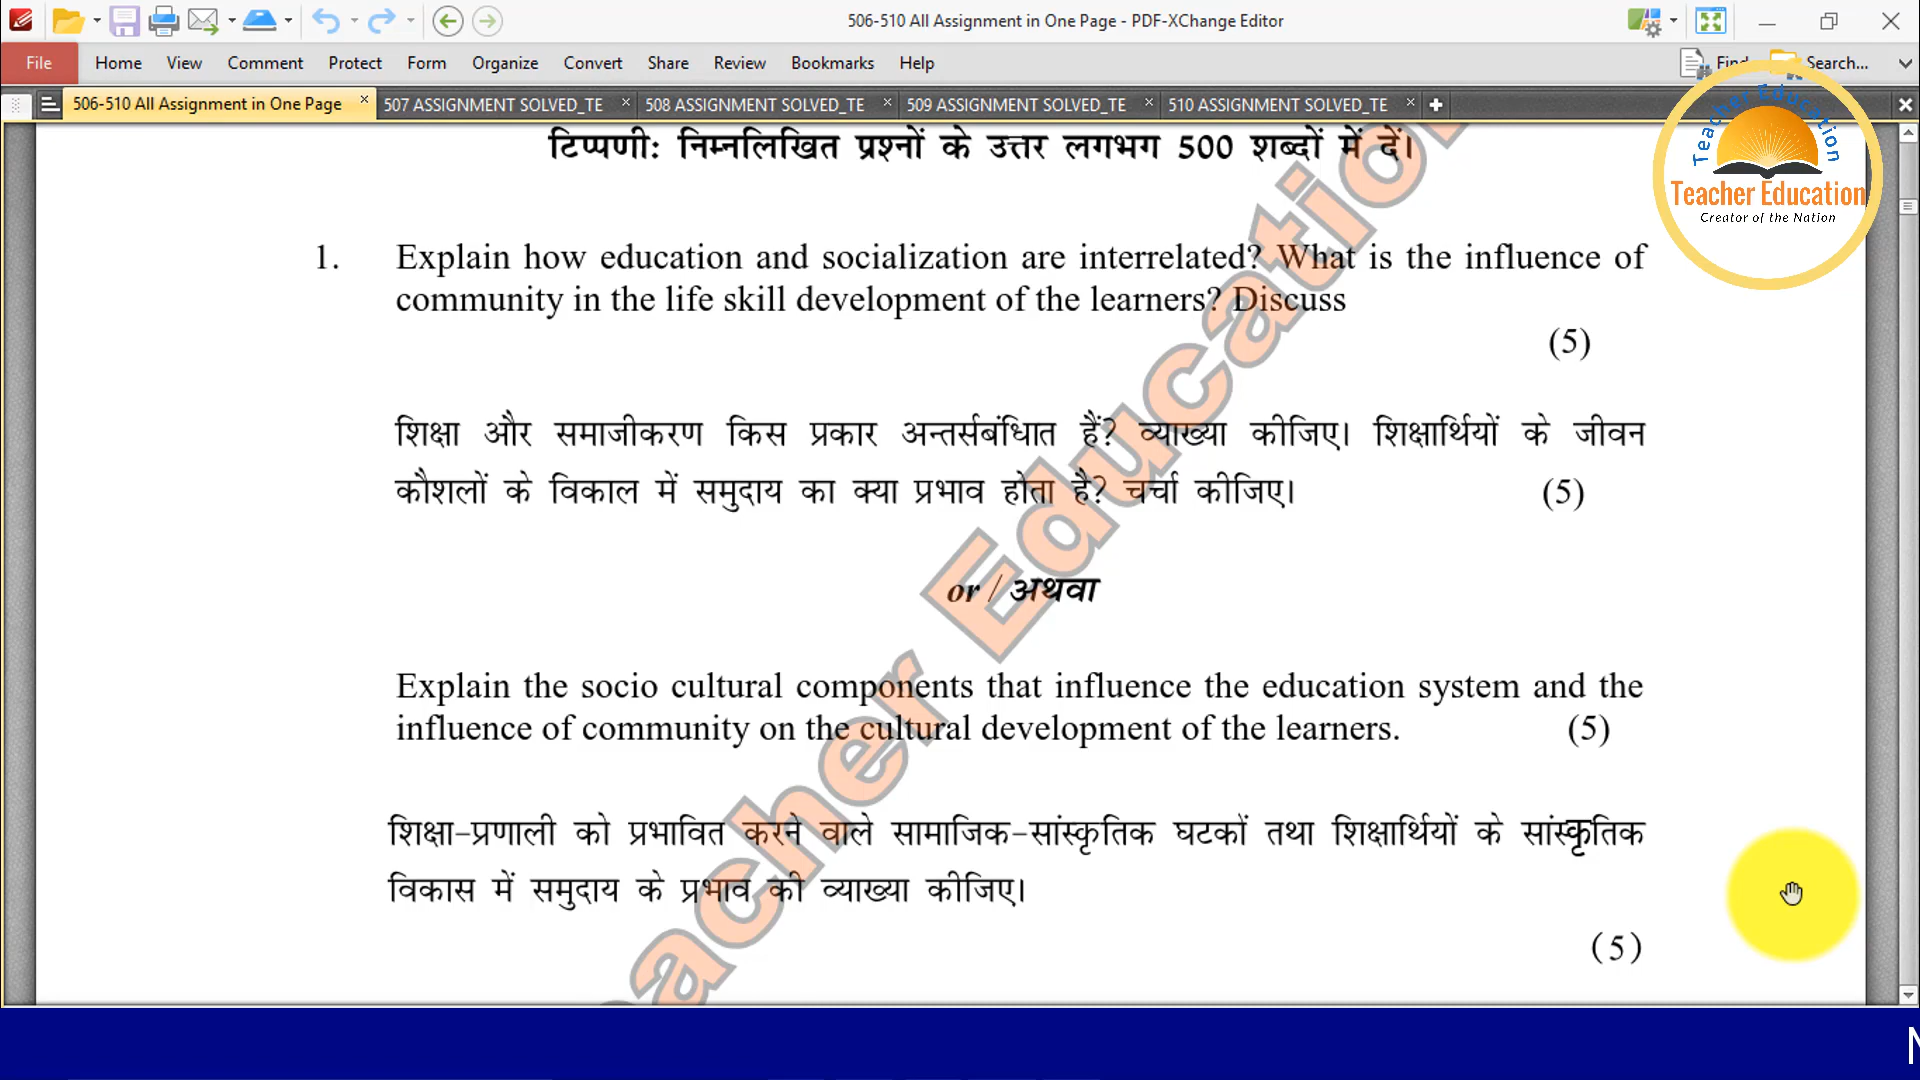 506-510 All Assignment in One Page - PDF-XChange Editor
File Home View Comment Protect Form Organize Convert Share Review Bookmarks Help Find Search...
506-510 All Assignment in One Page 507 ASSIGNMENT SOLVED_TE 508 ASSIGNMENT SOLVED_TE 509 ASSIGNMENT SOLVED_TE 510 ASSIGNMENT SOLVED_TE
Teacher Education
Teacher Education
Creator of the Nation
टिप्पणीः निम्नलिखित प्रश्नों के उत्तर लगभग 500 शब्दों में दें।
1. Explain how education and socialization are interrelated? What is the influence of
community in the life skill development of the learners? Discuss
(5)
शिक्षा और समाजीकरण किस प्रकार अन्तर्सबंधित हैं? व्याख्या कीजिए। शिक्षार्थियों के जीवन
कौशलों के विकाल में समुदाय का क्या प्रभाव होता है? चर्चा कीजिए। (5)
or / अथवा
Explain the socio cultural components that influence the education system and the
influence of community on the cultural development of the learners. (5)
शिक्षा-प्रणाली को प्रभावित करने वाले सामाजिक-सांस्कृतिक घटकों तथा शिक्षार्थियों के सांस्कृतिक
विकास में समुदाय के प्रभाव की व्याख्या कीजिए।
(5)
acher Education